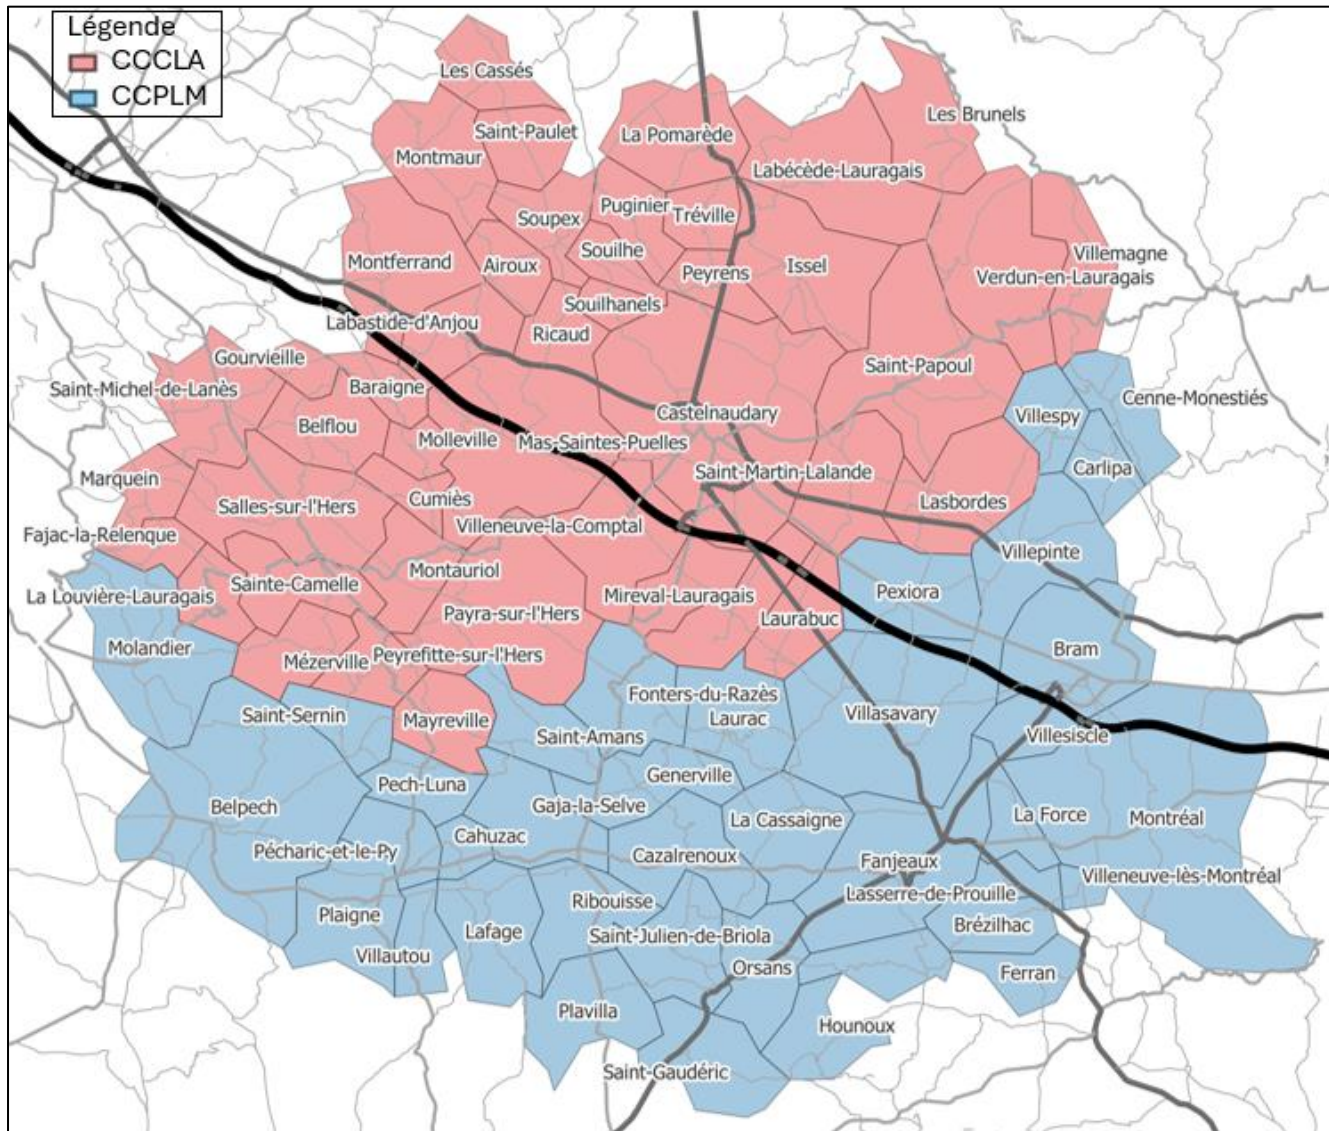 Légende
CCCLA
CCPLM
Les Cassés
Les Brunels
Saint-Paulet
La Pomarède
Montmaur
Labécède-Lauragais
Puginier
Tréville
Soupex
Souilhe
Villemagne
Montferrand
Airoux
Peyrens
Issel
Verdun-en-Lauragais
Souilhanels
Labastide-d'Anjou
Ricaud
Gourvieille
Saint-Papoul
Saint-Michel-de-Lanès
Baraigne
Cenne-Monestiés
Castelnaudary
Villespy
Belflou
Molleville
Mas-Saintes-Puelles
Carlipa
Marquein
Saint-Martin-Lalande
Cumiès
Lasbordes
Salles-sur-l'Hers
Villeneuve-la-Comptal
Fajac-la-Relenque
Villepinte
Montauriol
Sainte-Camelle
Pexiora
La Louvière-Lauragais
Mireval-Lauragais
Payra-sur-l'Hers
Laurabuc
Molandier
Bram
Mézerville
Peyrefitte-sur-l'Hers
Fonters-du-Razès
Saint-Sernin
Mayreville
Laurac
Villasavary
Saint-Amans
Villesiscle
Generville
Pech-Luna
Belpech
Gaja-la-Selve
La Force
Montréal
La Cassaigne
Cahuzac
Pécharic-et-le-Py
Cazalrenoux
Fanjeaux
Villeneuve-lès-Montréal
Lasserre-de-Prouille
Ribouisse
Plaigne
Brézilhac
Lafage
Saint-Julien-de-Briola
Villautou
Orsans
Ferran
Plavilla
Hounoux
Saint-Gaudéric